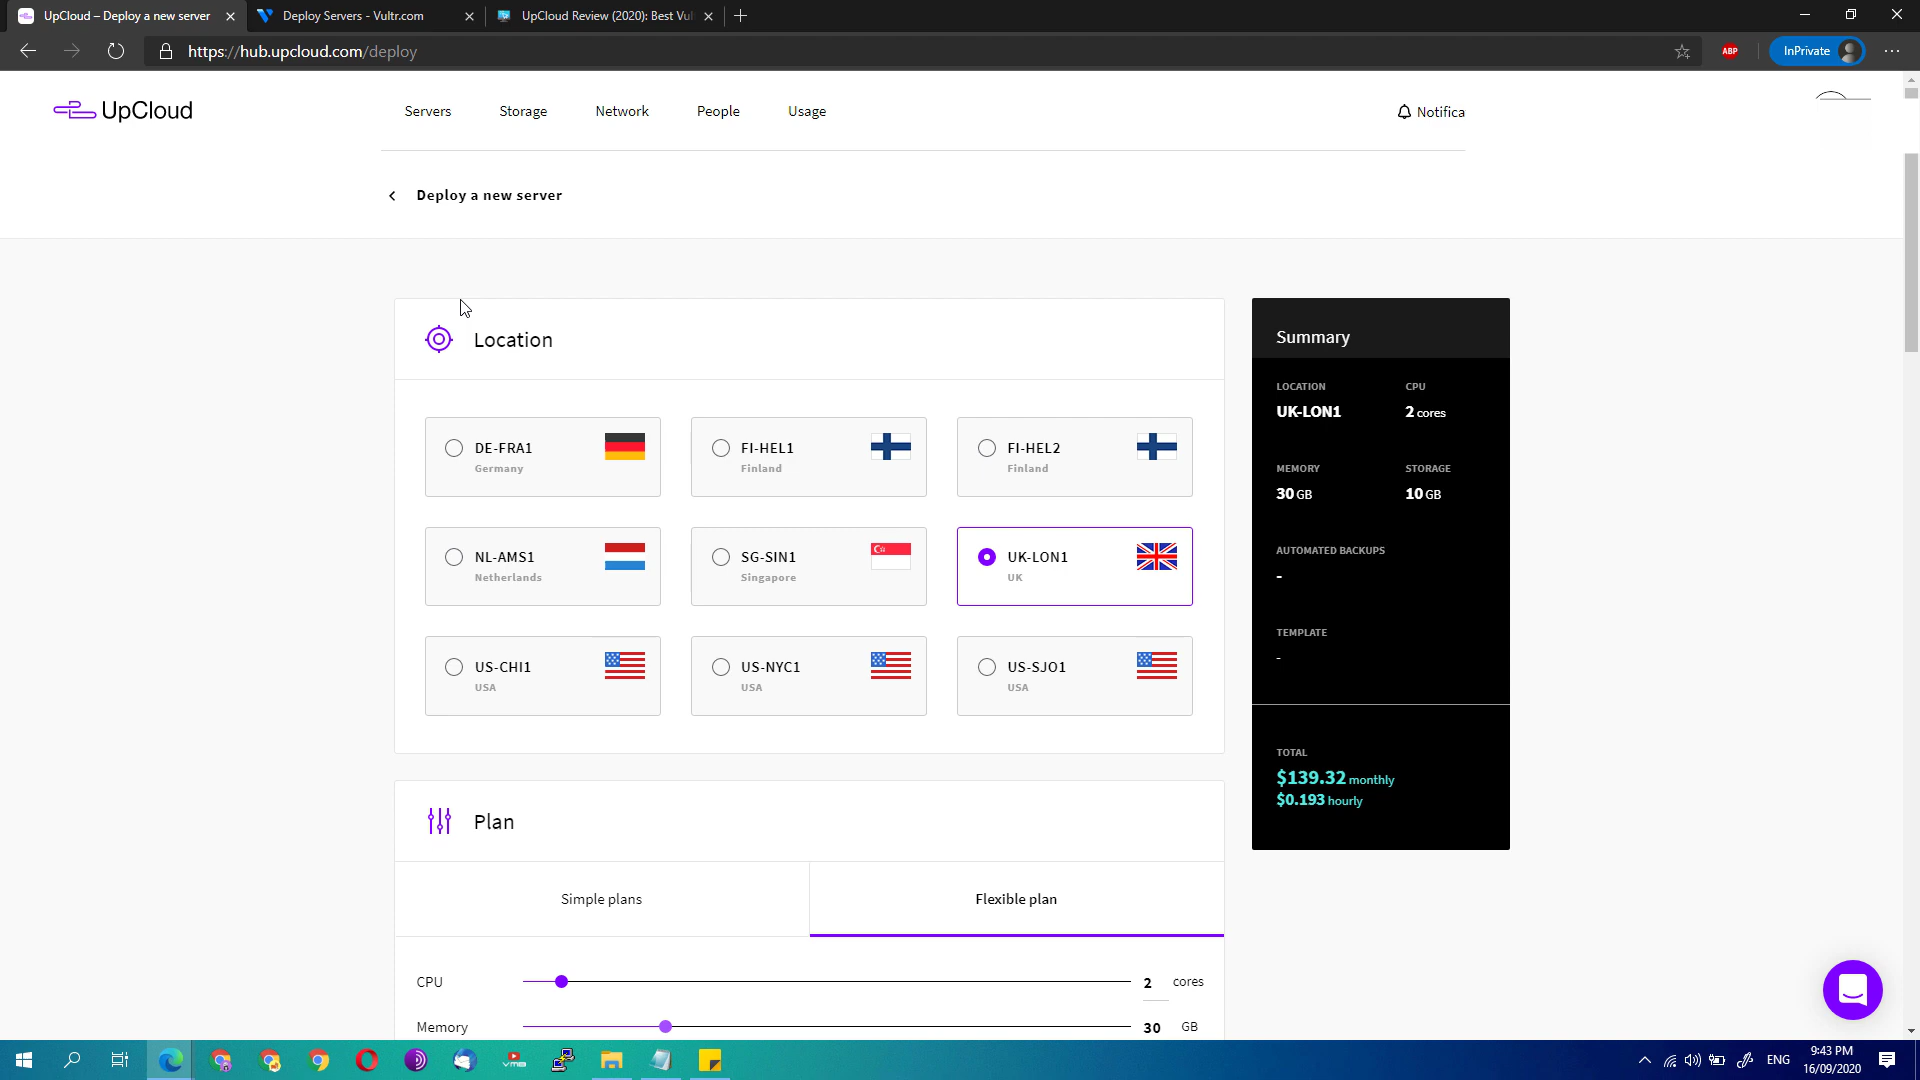 UpCloud – Deploy a new server
Deploy Servers - Vultr.com
UpCloud Review (2020): Best Vul
https://hub.upcloud.com/deploy
ABP
InPrivate
UpCloud
Servers
Storage
Network
People
Usage
Notifica
Deploy a new server
Location
DE-FRA1
Germany
FI-HEL1
Finland
FI-HEL2
Finland
NL-AMS1
Netherlands
SG-SIN1
Singapore
UK-LON1
UK
US-CHI1
USA
US-NYC1
USA
US-SJO1
USA
Summary
LOCATION
UK-LON1
CPU
2 cores
MEMORY
30 GB
STORAGE
10 GB
AUTOMATED BACKUPS
-
TEMPLATE
-
TOTAL
$139.32 monthly
$0.193 hourly
Plan
Simple plans
Flexible plan
CPU
2 cores
Memory
30 GB
ENG
9:43 PM
16/09/2020